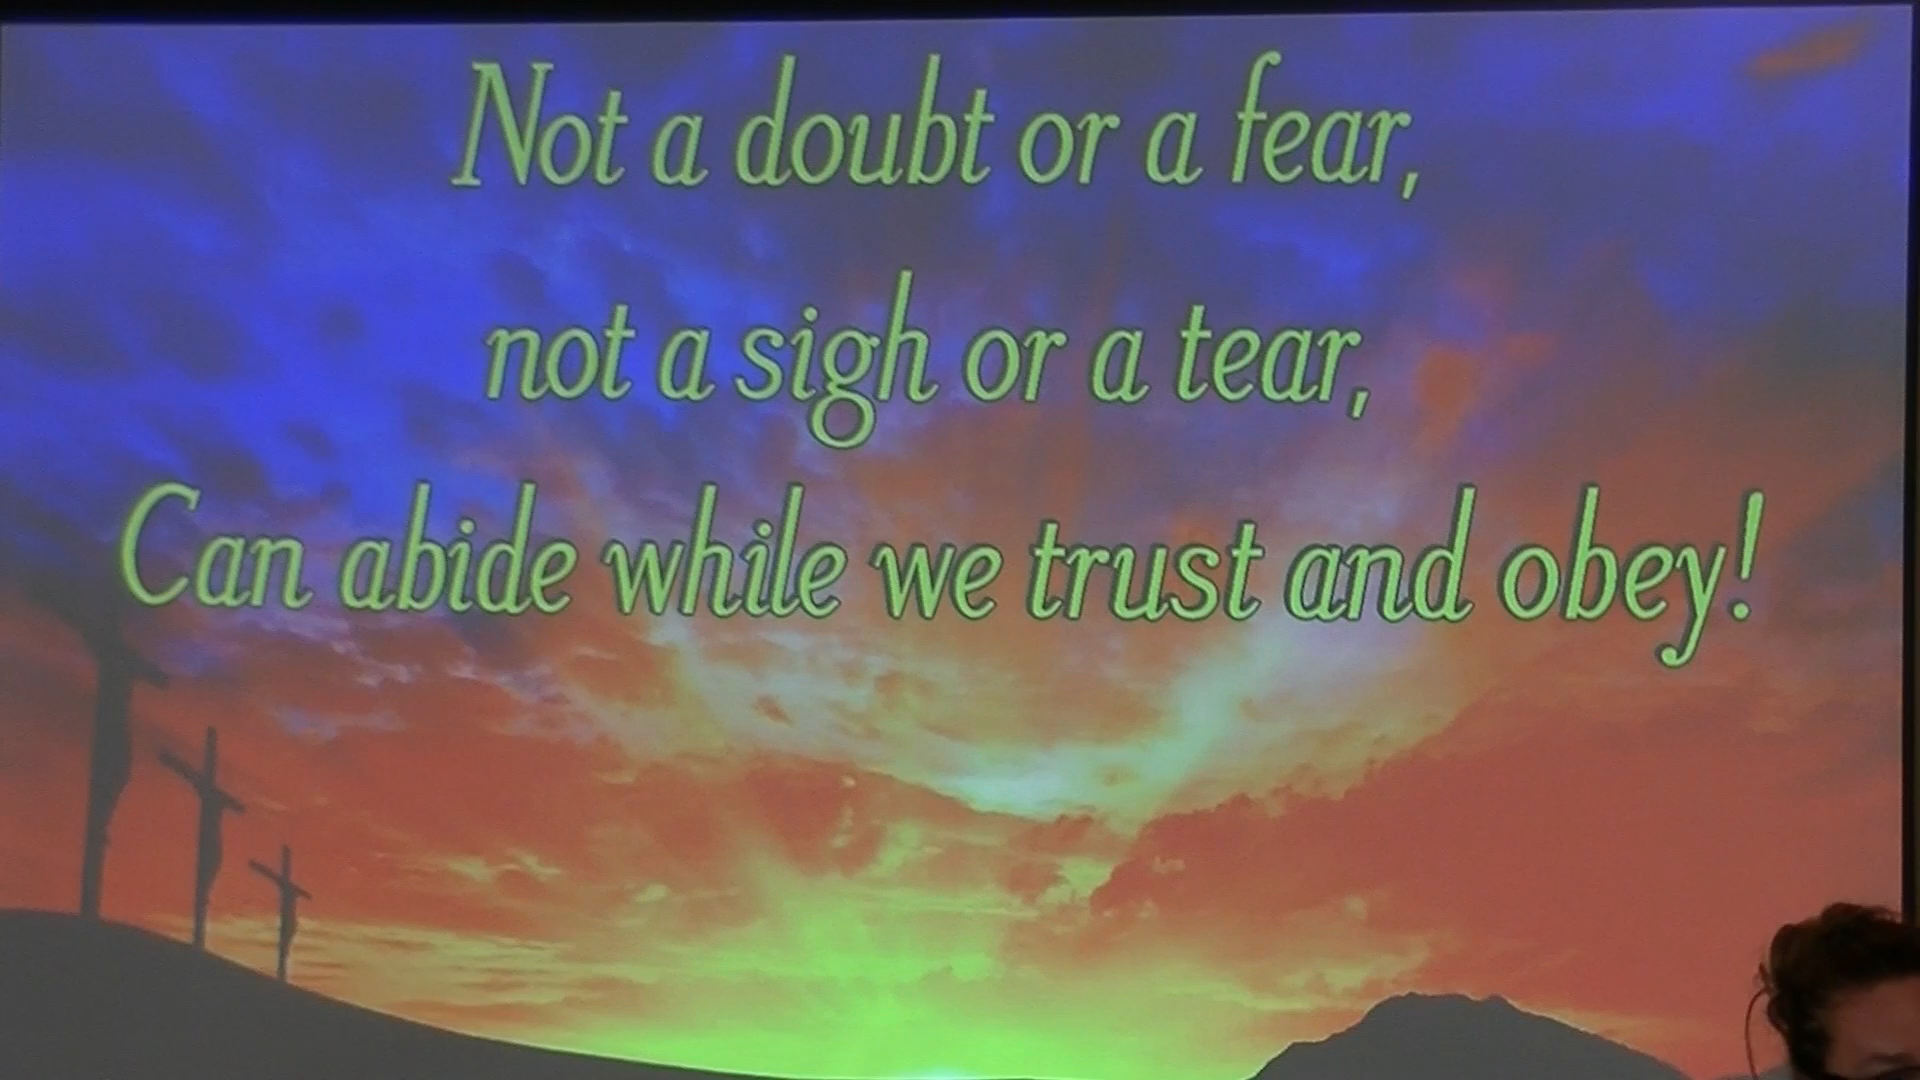 Not a doubt or a fear,
not a sigh or a tear,
Can abide while we trust and obey!